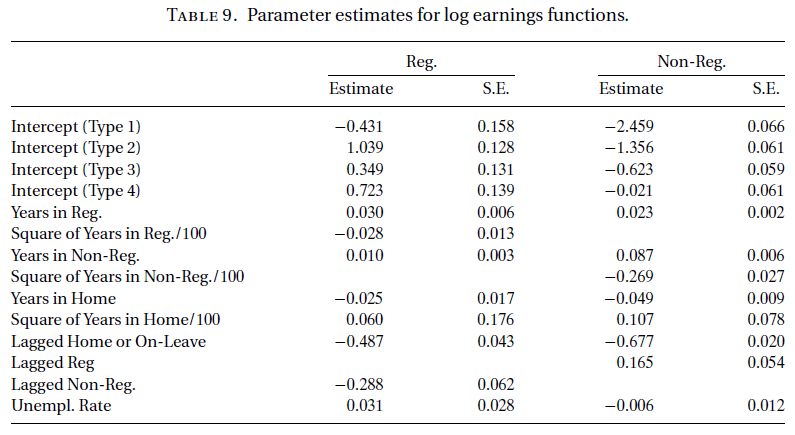 TABLE 9. Parameter estimates for log earnings functions.
Reg. Non-Reg.
Estimate S.E. Estimate S.E.
Intercept (Type 1) −0.431 0.158 −2.459 0.066
Intercept (Type 2) 1.039 0.128 −1.356 0.061
Intercept (Type 3) 0.349 0.131 −0.623 0.059
Intercept (Type 4) 0.723 0.139 −0.021 0.061
Years in Reg. 0.030 0.006 0.023 0.002
Square of Years in Reg./100 −0.028 0.013
Years in Non-Reg. 0.010 0.003 0.087 0.006
Square of Years in Non-Reg./100 −0.269 0.027
Years in Home −0.025 0.017 −0.049 0.009
Square of Years in Home/100 0.060 0.176 0.107 0.078
Lagged Home or On-Leave −0.487 0.043 −0.677 0.020
Lagged Reg 0.165 0.054
Lagged Non-Reg. −0.288 0.062
Unempl. Rate 0.031 0.028 −0.006 0.012